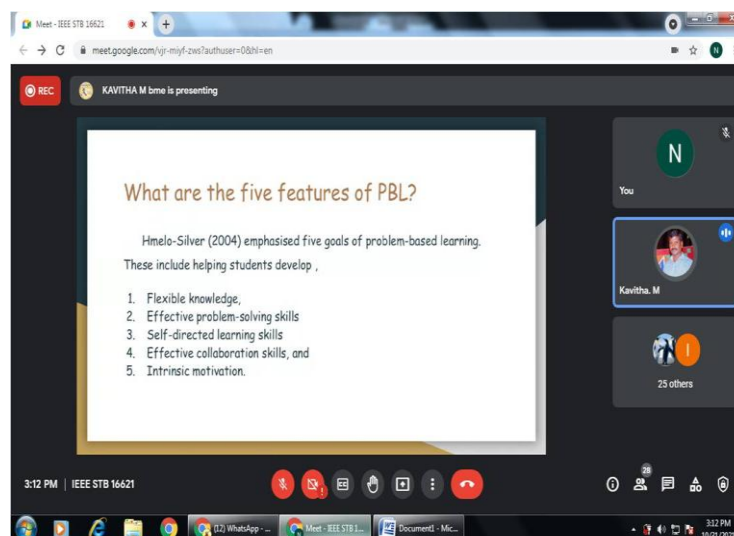 Meet - IEEE STB 16621
meet.google.com/vjr-miyf-zws?authuser=0&hl=en
N
REC
KAVITHA M bme is presenting
What are the five features of PBL?
Hmelo-Silver (2004) emphasised five goals of problem-based learning.
These include helping students develop ,
1. Flexible knowledge,
2. Effective problem-solving skills
3. Self-directed learning skills
4. Effective collaboration skills, and
5. Intrinsic motivation.
N
You
Kavitha. M
I
25 others
3:12 PM | IEEE STB 16621
28
(12) WhatsApp - ...
Meet - IEEE STB 1...
Document1 - Mic...
3:12 PM